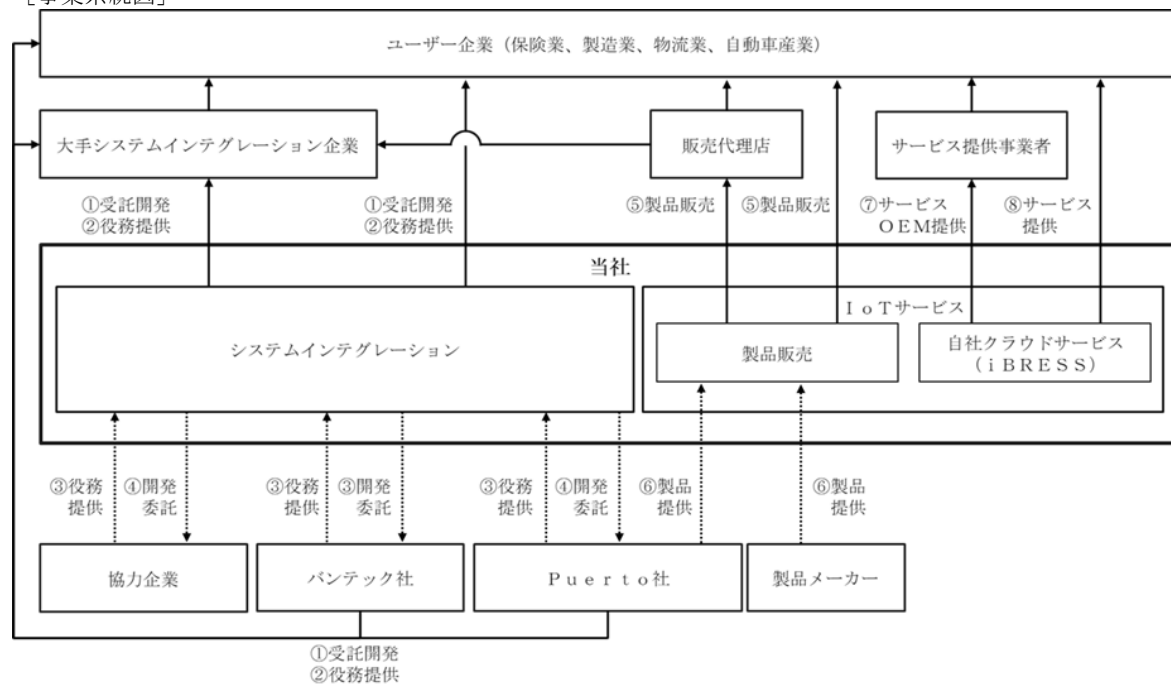 ［事業系統図］
ユーザー企業（保険業、製造業、物流業、自動車産業）
大手システムインテグレーション企業
販売代理店
サービス提供事業者
①受託開発
②役務提供
①受託開発
②役務提供
⑤製品販売
⑤製品販売
⑦サービス
ＯＥＭ提供
⑧サービス
提供
当社
システムインテグレーション
ＩｏＴサービス
製品販売
自社クラウドサービス
（ｉＢＲＥＳＳ）
③役務
提供
④開発
委託
③役務
提供
③開発
委託
③役務
提供
④開発
委託
⑥製品
提供
⑥製品
提供
協力企業
バンテック社
Ｐｕｅｒｔｏ社
製品メーカー
①受託開発
②役務提供